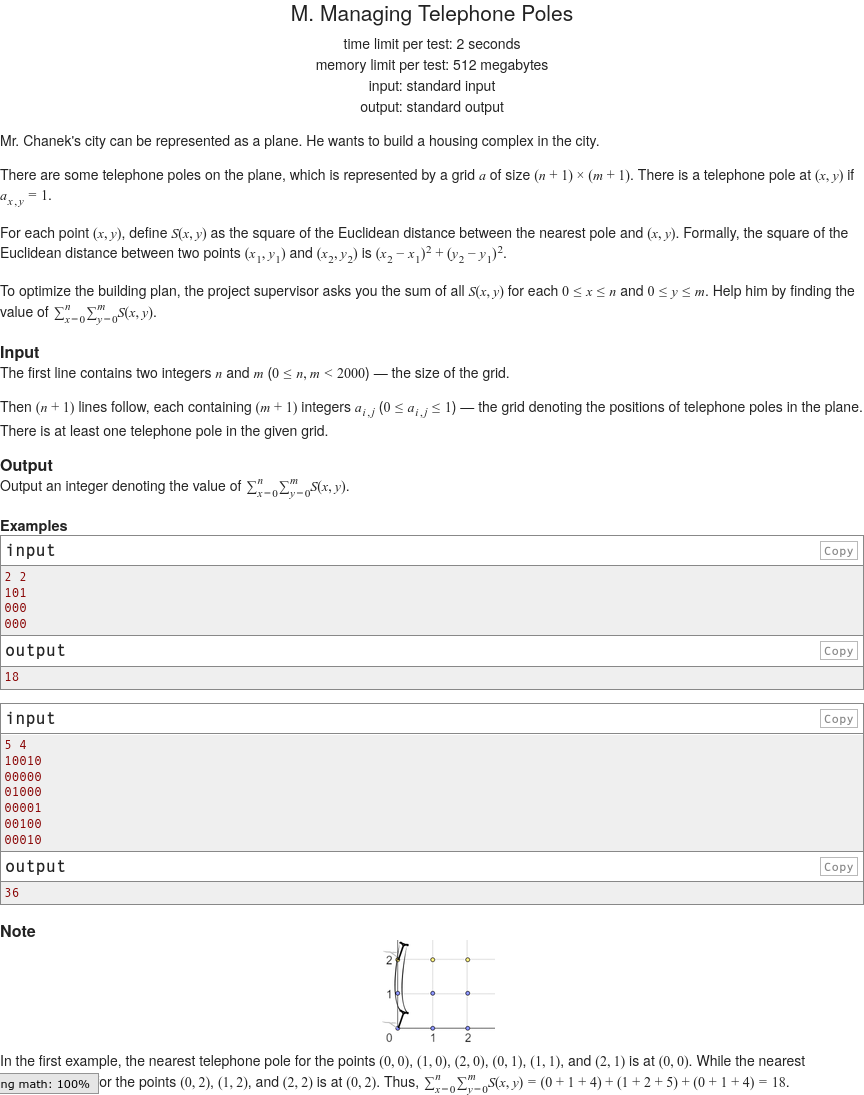 M. Managing Telephone Poles
time limit per test: 2 seconds
memory limit per test: 512 megabytes
input: standard input
output: standard output
Mr. Chanek's city can be represented as a plane. He wants to build a housing complex in the city.
There are some telephone poles on the plane, which is represented by a grid a of size (n + 1) × (m + 1). There is a telephone pole at (x, y) if
a_{x,y} = 1.
For each point (x, y), define S(x, y) as the square of the Euclidean distance between the nearest pole and (x, y). Formally, the square of the
Euclidean distance between two points (x_1, y_1) and (x_2, y_2) is (x_2 − x_1)^2 + (y_2 − y_1)^2.
To optimize the building plan, the project supervisor asks you the sum of all S(x, y) for each 0 ≤ x ≤ n and 0 ≤ y ≤ m. Help him by finding the
value of ∑_{x=0}^{n} ∑_{y=0}^{m} S(x, y).
Input
The first line contains two integers n and m (0 ≤ n, m < 2000) — the size of the grid.
Then (n + 1) lines follow, each containing (m + 1) integers a_{i,j} (0 ≤ a_{i,j} ≤ 1) — the grid denoting the positions of telephone poles in the plane.
There is at least one telephone pole in the given grid.
Output
Output an integer denoting the value of ∑_{x=0}^{n} ∑_{y=0}^{m} S(x, y).
Examples
input Copy
2 2
101
000
000
output Copy
18
input Copy
5 4
10010
00000
01000
00001
00100
00010
output Copy
36
Note
2
1
0 1 2
In the first example, the nearest telephone pole for the points (0, 0), (1, 0), (2, 0), (0, 1), (1, 1), and (2, 1) is at (0, 0). While the nearest
ng math: 100% or the points (0, 2), (1, 2), and (2, 2) is at (0, 2). Thus, ∑_{x=0}^{n} ∑_{y=0}^{m} S(x, y) = (0 + 1 + 4) + (1 + 2 + 5) + (0 + 1 + 4) = 18.